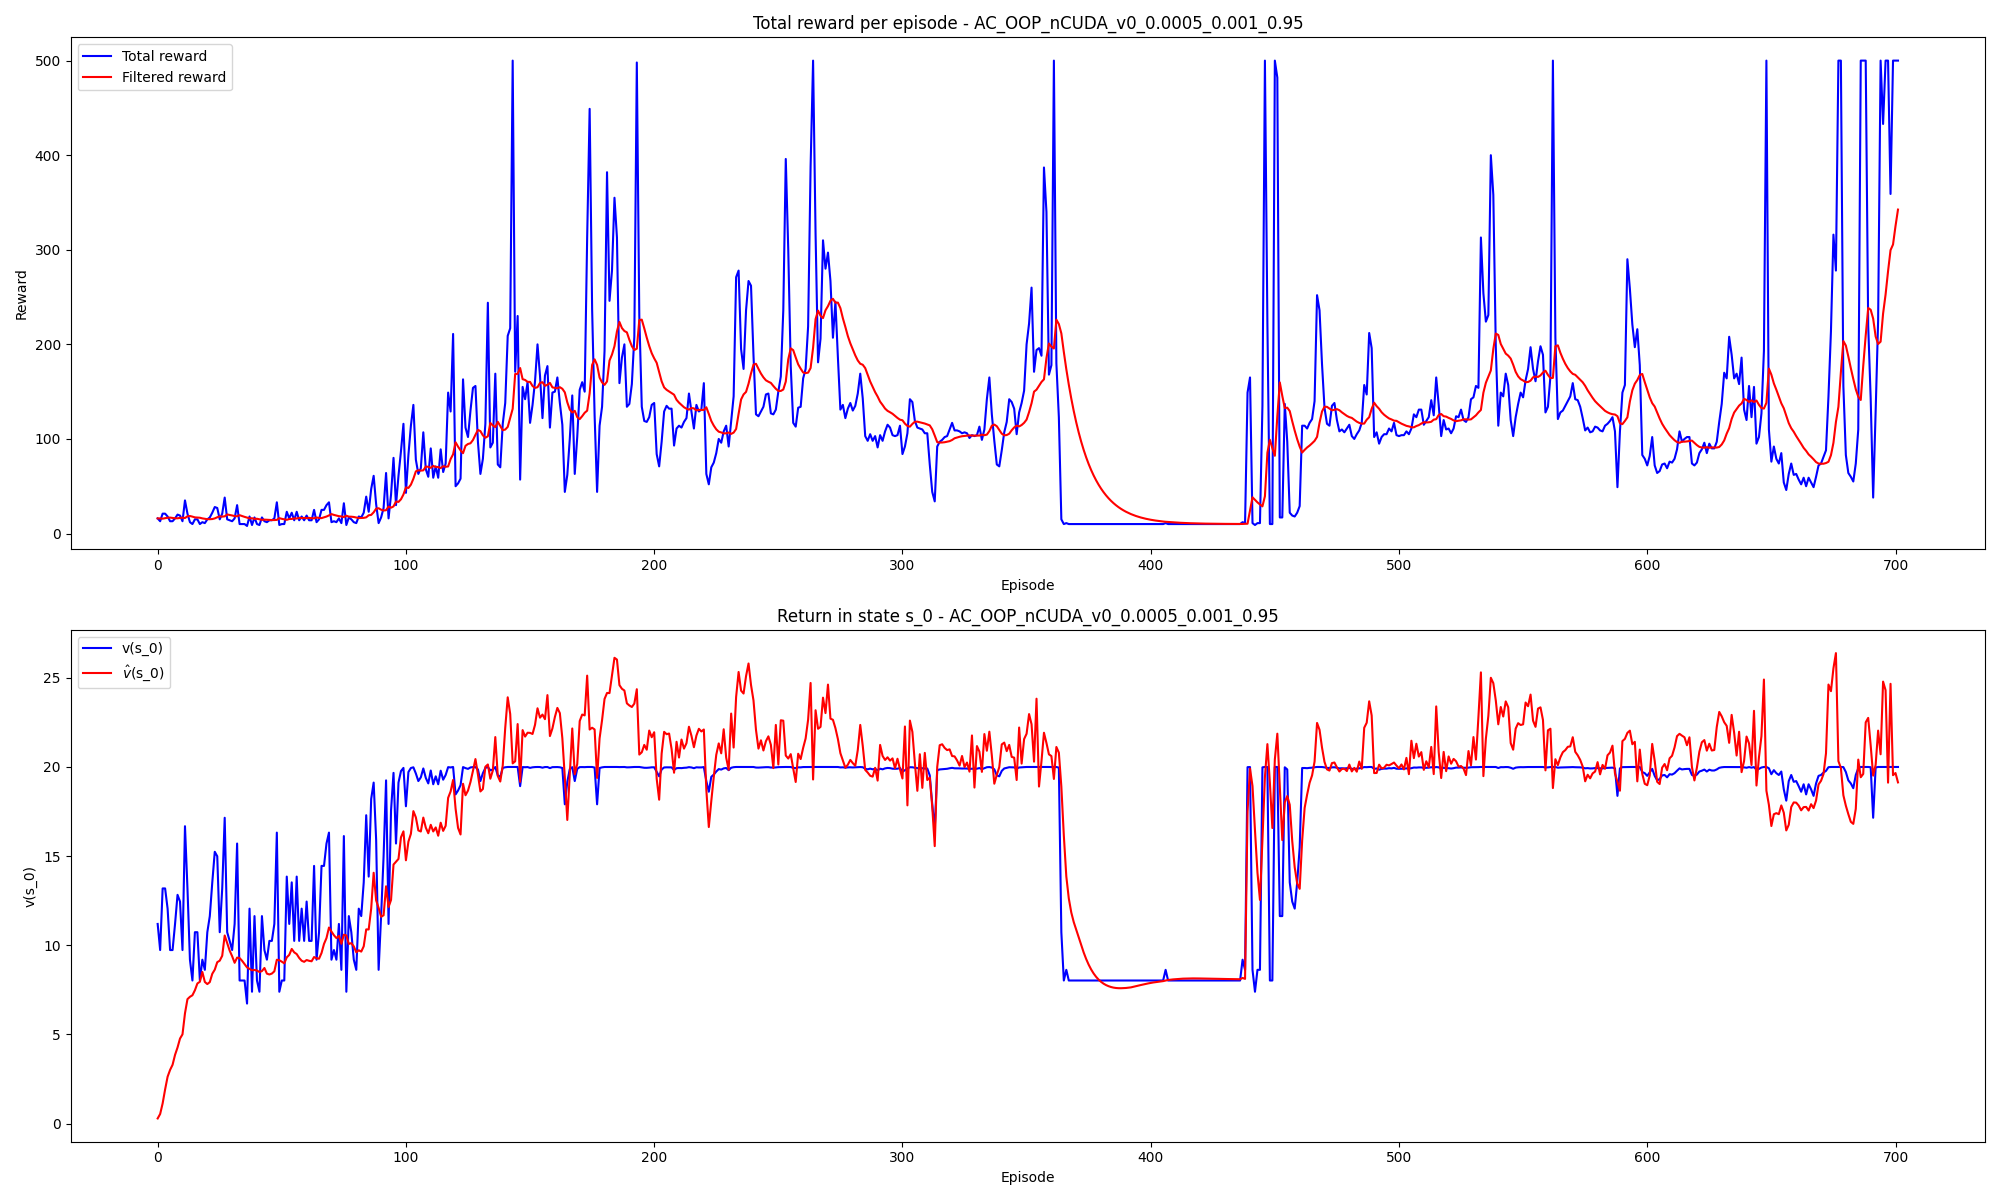 Total reward per episode - AC_OOP_nCUDA_v0_0.0005_0.001_0.95
Total reward
Filtered reward
Reward
500
400
300
200
100
0
0 100 200 300 400 500 600 700
Episode
Return in state s_0 - AC_OOP_nCUDA_v0_0.0005_0.001_0.95
v(s_0)
v̂(s_0)
v(s_0)
25
20
15
10
5
0
0 100 200 300 400 500 600 700
Episode